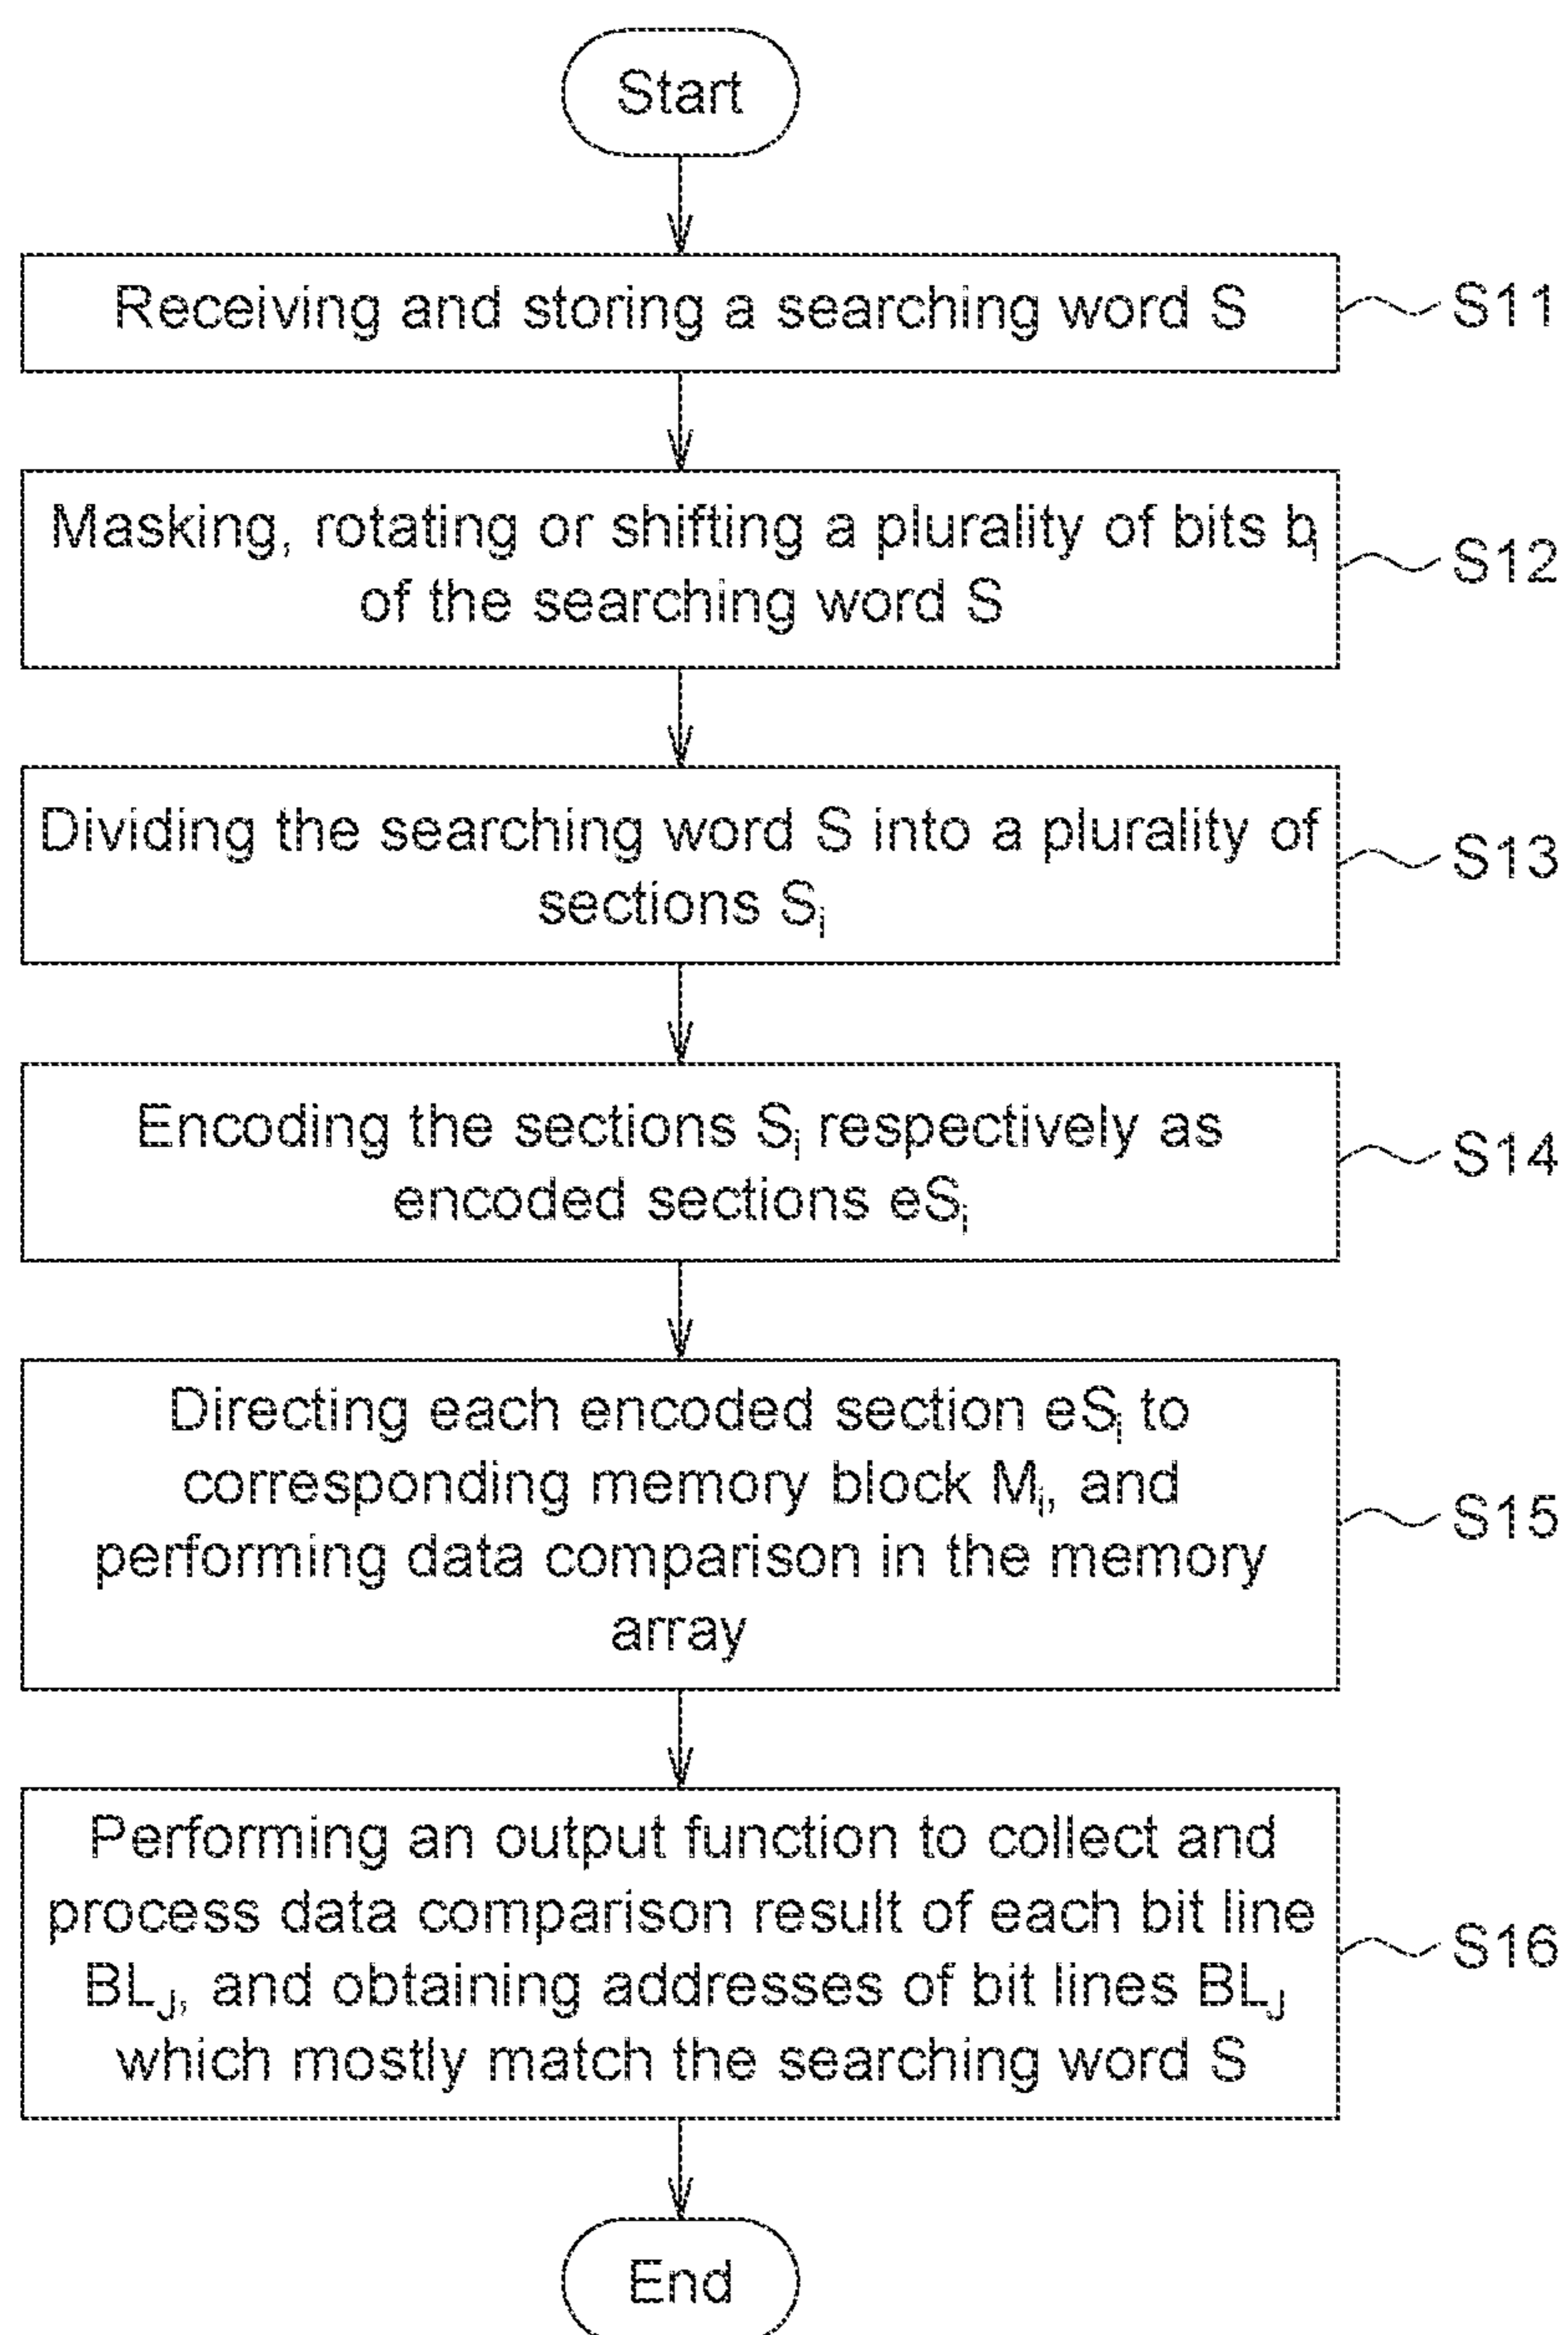 Start
Receiving and storing a searching word S
S11
Masking, rotating or shifting a plurality of bits bᵢ
of the searching word S
S12
Dividing the searching word S into a plurality of
sections Sᵢ
S13
Encoding the sections Sᵢ respectively as
encoded sections eSᵢ
S14
Directing each encoded section eSᵢ to
corresponding memory block Mᵢ, and
performing data comparison in the memory
array
S15
Performing an output function to collect and
process data comparison result of each bit line
BL_J, and obtaining addresses of bit lines BL_J
which mostly match the searching word S
S16
End